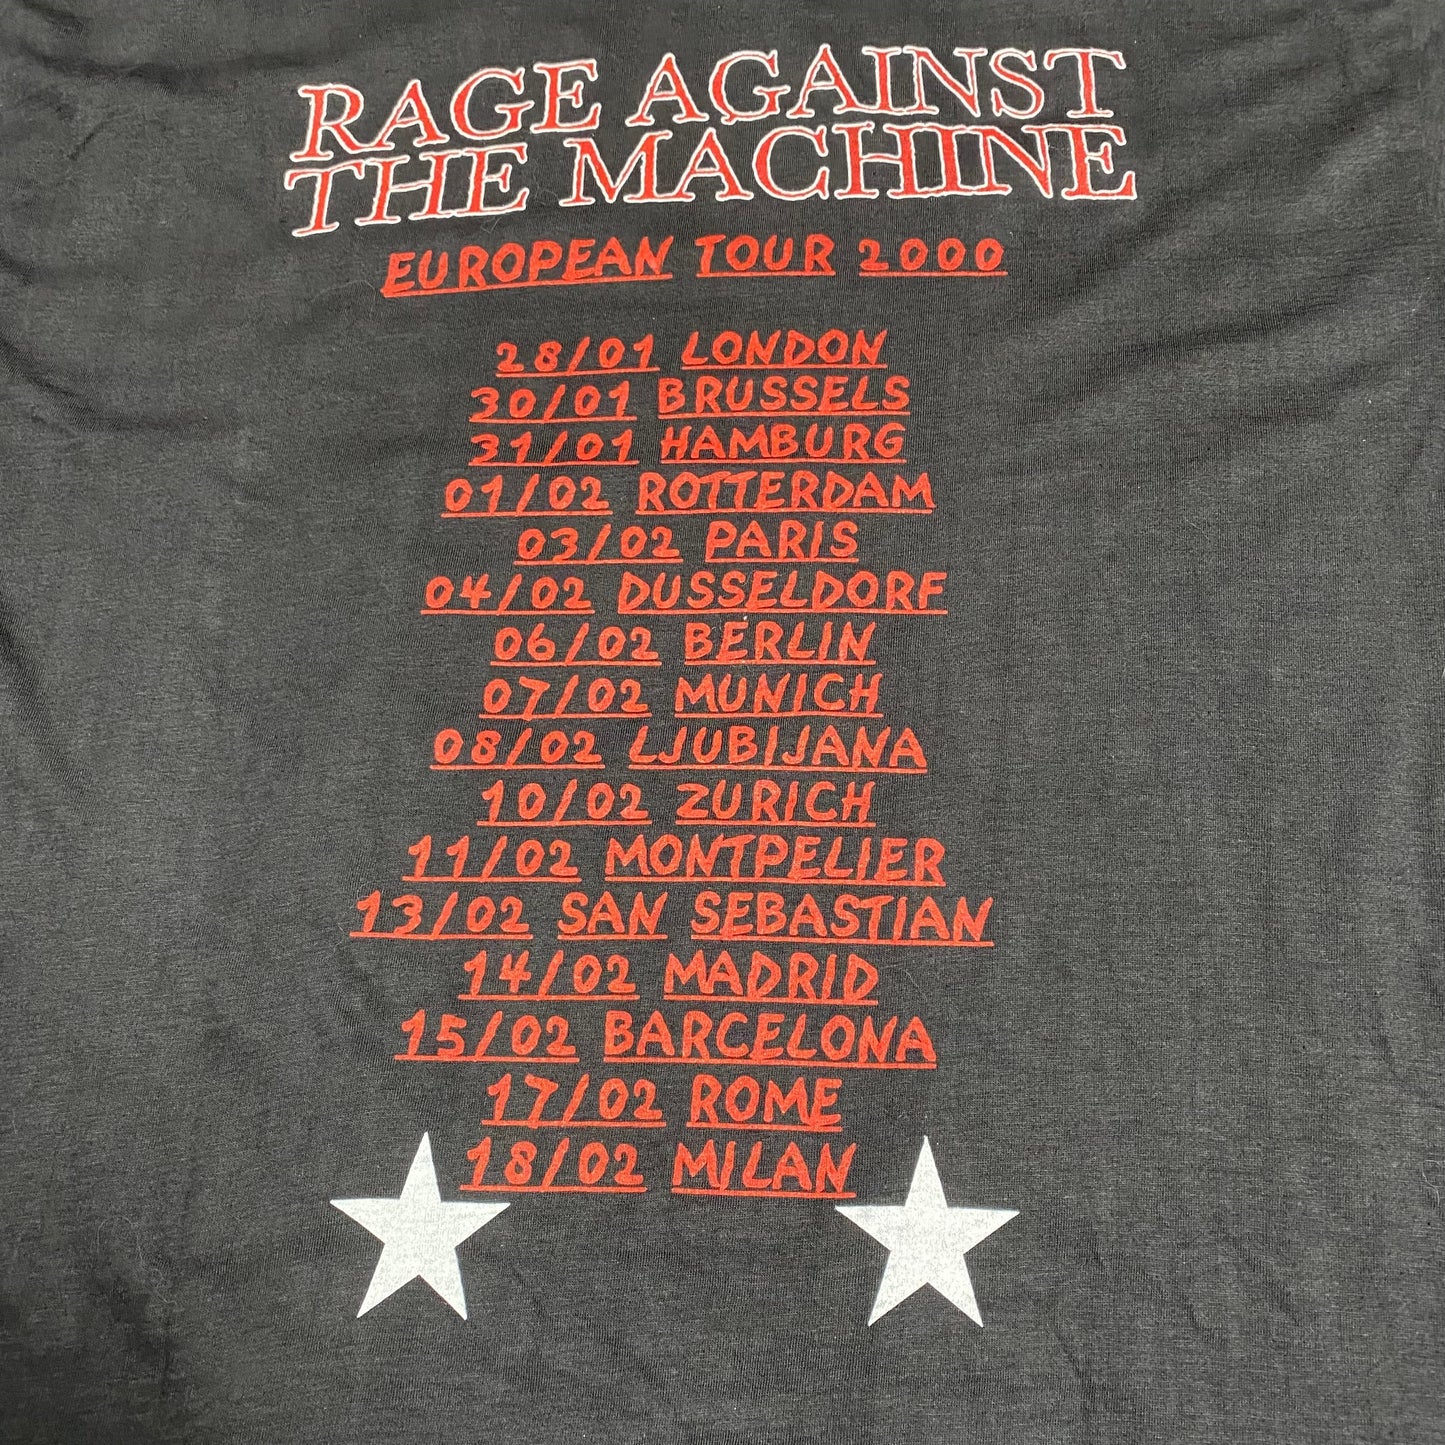 RAGE AGAINST
THE MACHINE
EUROPEAN TOUR 2000
28/01 LONDON
30/01 BRUSSELS
31/01 HAMBURG
01/02 ROTTERDAM
03/02 PARIS
04/02 DUSSELDORF
06/02 BERLIN
07/02 MUNICH
08/02 LJUBIJANA
10/02 ZURICH
11/02 MONTPELIER
13/02 SAN SEBASTIAN
14/02 MADRID
15/02 BARCELONA
17/02 ROME
18/02 MILAN